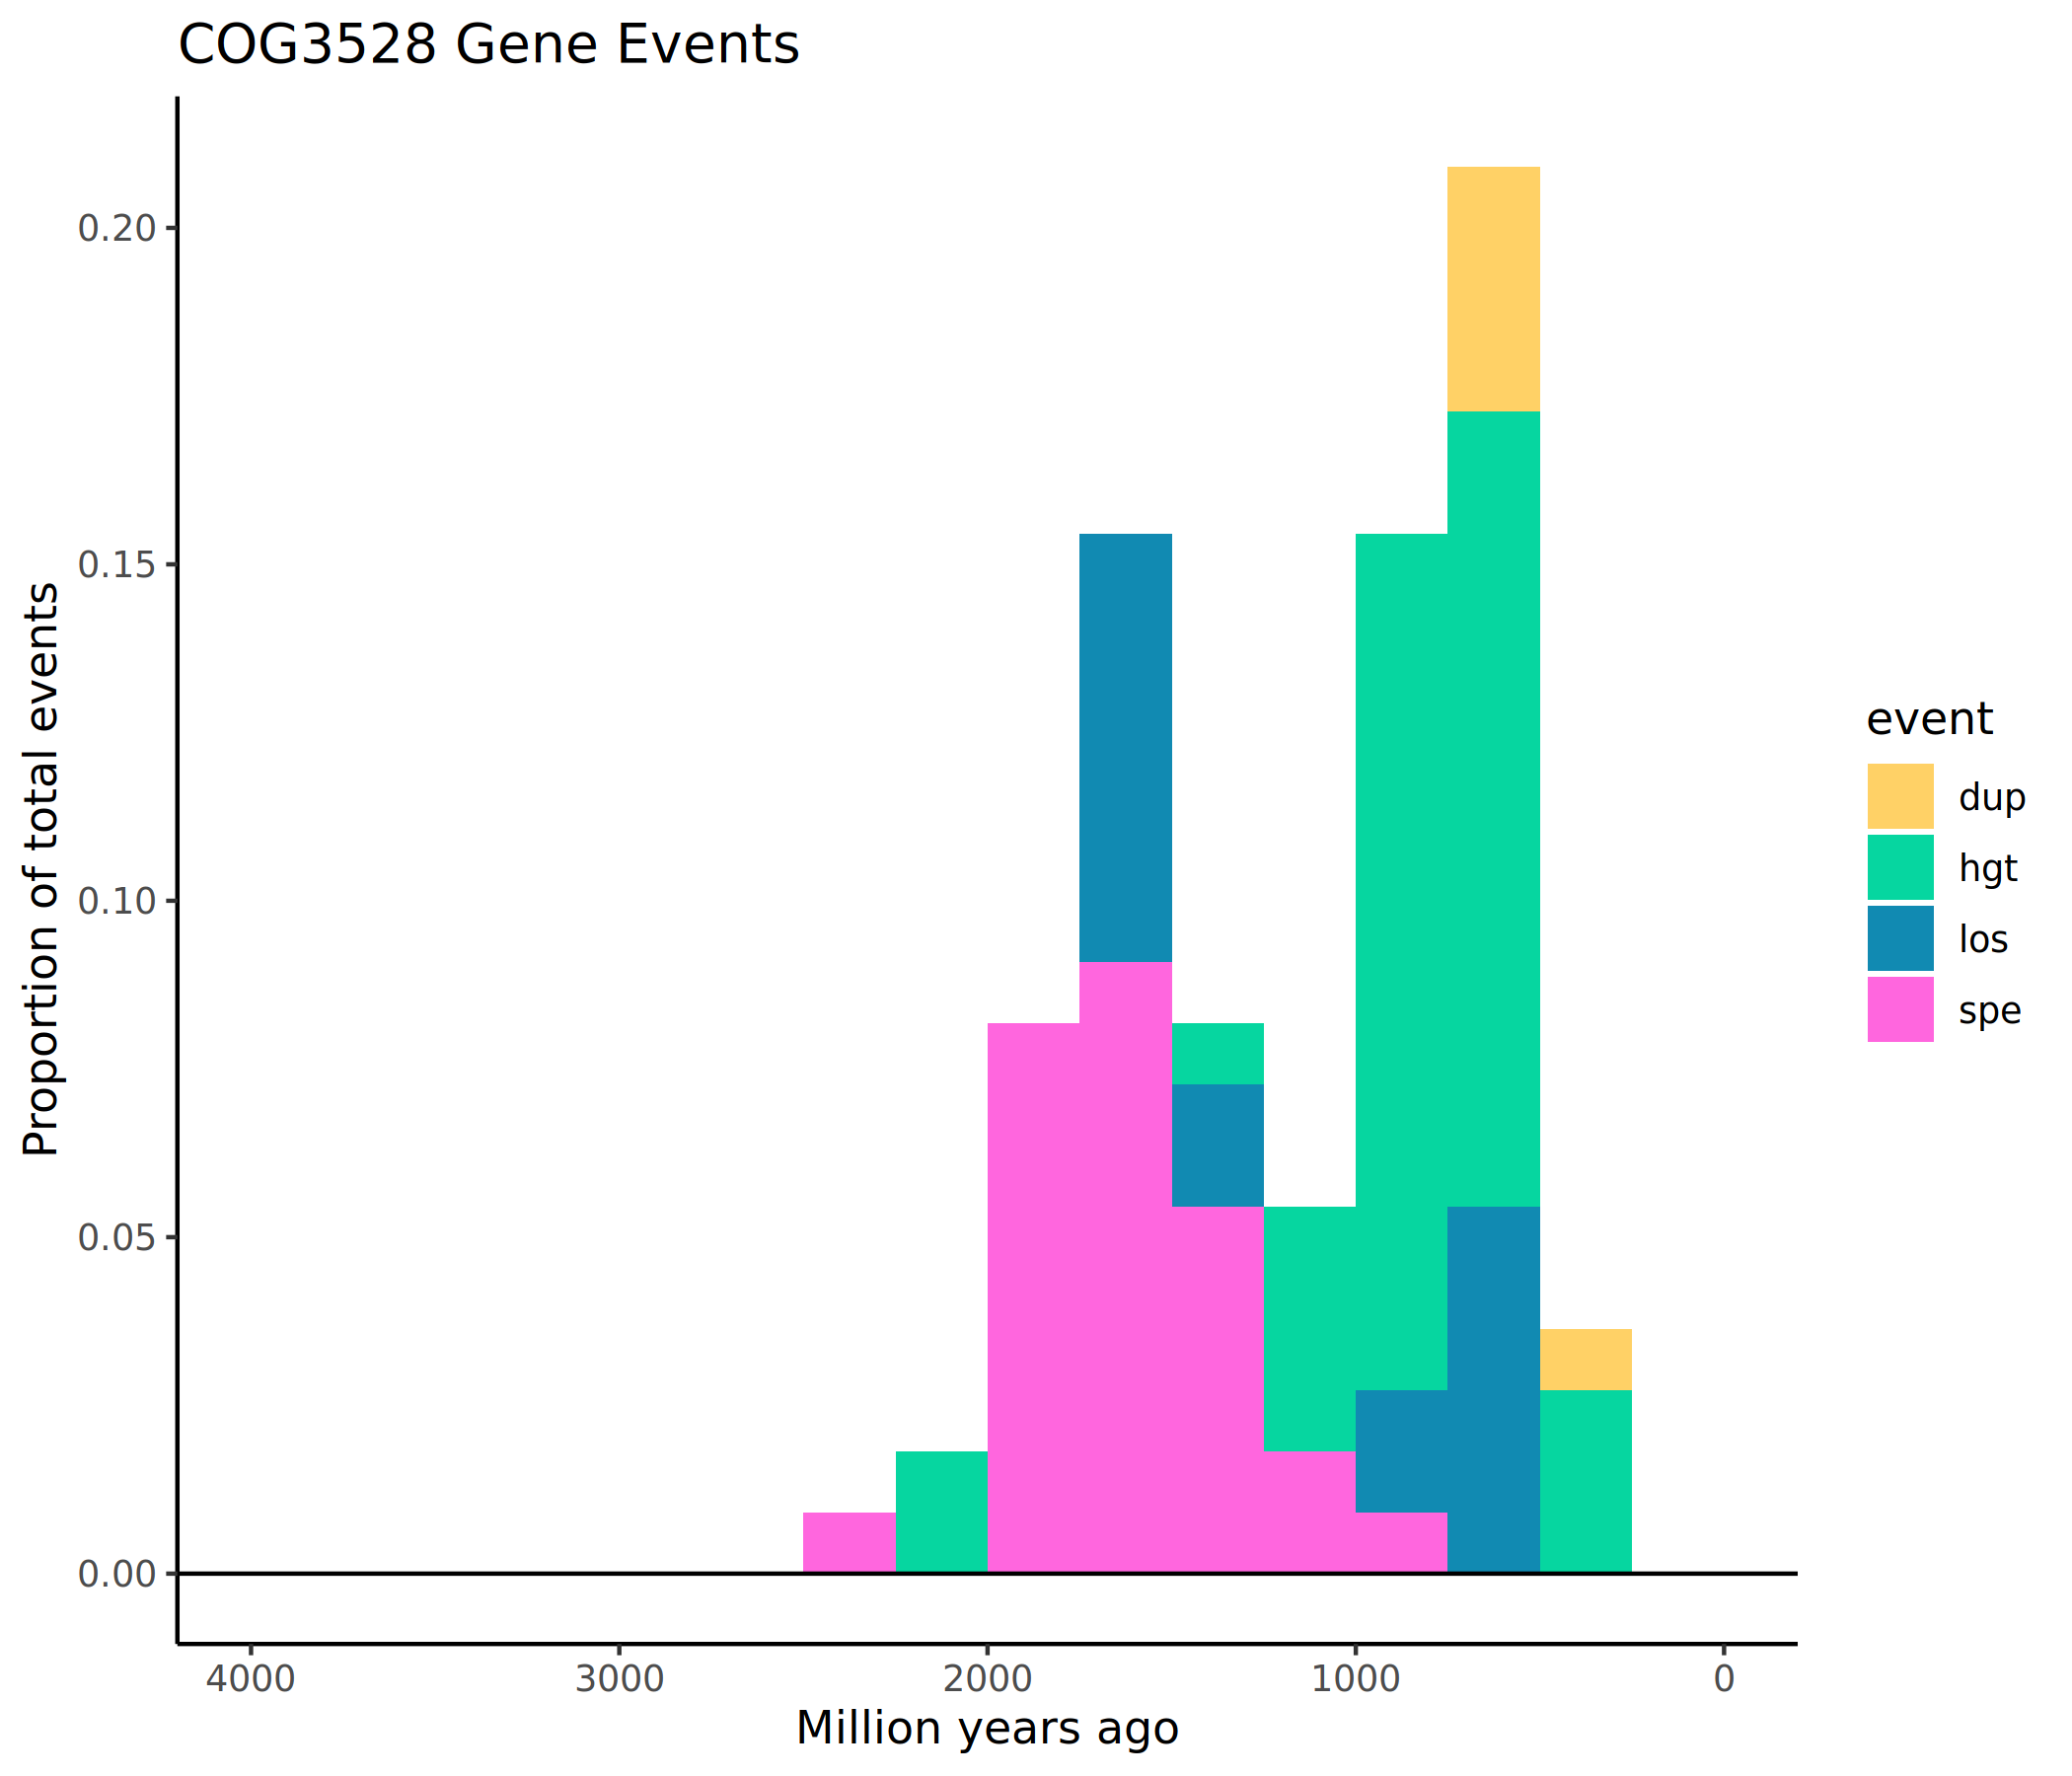 COG3528 Gene Events
Proportion of total events
0.20
0.15
0.10
0.05
0.00
4000 3000 2000 1000 0
Million years ago
event
dup
hgt
los
spe